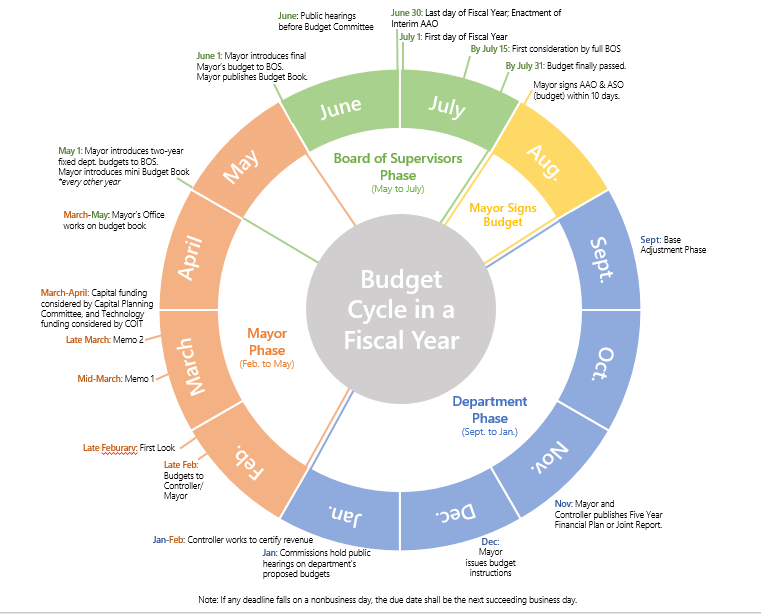 June: Public hearings
before Budget Committee
June 30: Last day of Fiscal Year; Enactment of
Interim AAO
July 1: First day of Fiscal Year
By July 15: First consideration by full BOS
By July 31: Budget finally passed.
Mayor signs AAO & ASO
(budget) within 10 days.
June 1: Mayor introduces final
Mayor's budget to BOS.
Mayor publishes Budget Book.
May 1: Mayor introduces two-year
fixed dept. budgets to BOS.
Mayor introduces mini Budget Book
*every other year
March-May: Mayor's Office
works on budget book
March-April: Capital funding
considered by Capital Planning
Committee, and Technology
funding considered by COIT
Late March: Memo 2
Mid-March: Memo 1
Late Feburary: First Look
Late Feb:
Budgets to
Controller/
Mayor
Jan-Feb: Controller works to certify revenue
Jan: Commissions hold public
hearings on department's
proposed budgets
Dec:
Mayor
issues budget
instructions
Nov: Mayor and
Controller publishes Five Year
Financial Plan or Joint Report.
Sept: Base
Adjustment Phase
June
July
Aug.
Sept.
Oct.
Nov.
Dec.
Jan.
Feb.
March
April
May
Board of Supervisors
Phase
(May to July)
Mayor Signs
Budget
Budget
Cycle in a
Fiscal Year
Mayor
Phase
(Feb. to May)
Department
Phase
(Sept. to Jan.)
Note: If any deadline falls on a nonbusiness day, the due date shall be the next succeeding business day.